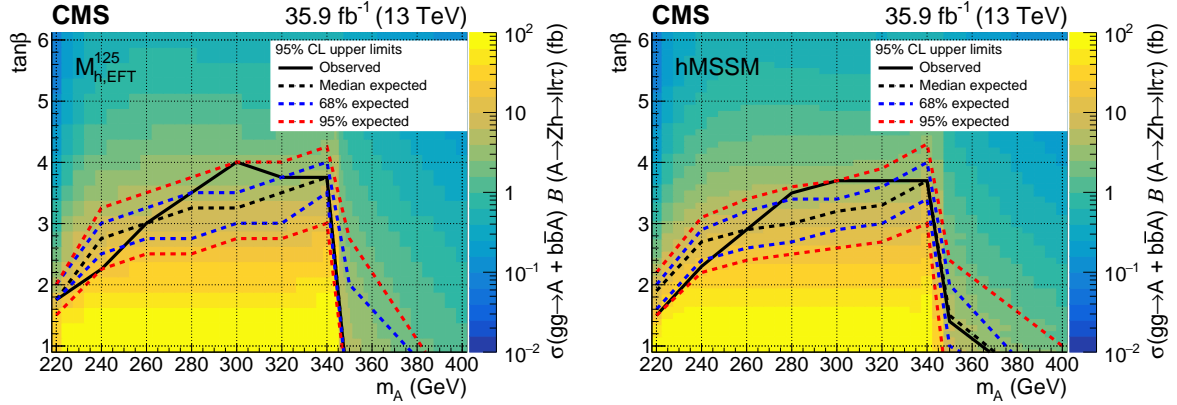 CMS 35.9 fb⁻¹ (13 TeV)
M¹²⁵h,EFT
95% CL upper limits
Observed
Median expected
68% expected
95% expected
tanβ
6
5
4
3
2
1
220 240 260 280 300 320 340 360 380 400
m_A (GeV)
10²
10
1
10⁻¹
10⁻²
σ(gg→A + bb̅A) B (A→Zh→llττ) (fb)
CMS 35.9 fb⁻¹ (13 TeV)
hMSSM
95% CL upper limits
Observed
Median expected
68% expected
95% expected
tanβ
6
5
4
3
2
1
220 240 260 280 300 320 340 360 380 400
m_A (GeV)
10²
10
1
10⁻¹
10⁻²
σ(gg→A + bb̅A) B (A→Zh→llττ) (fb)